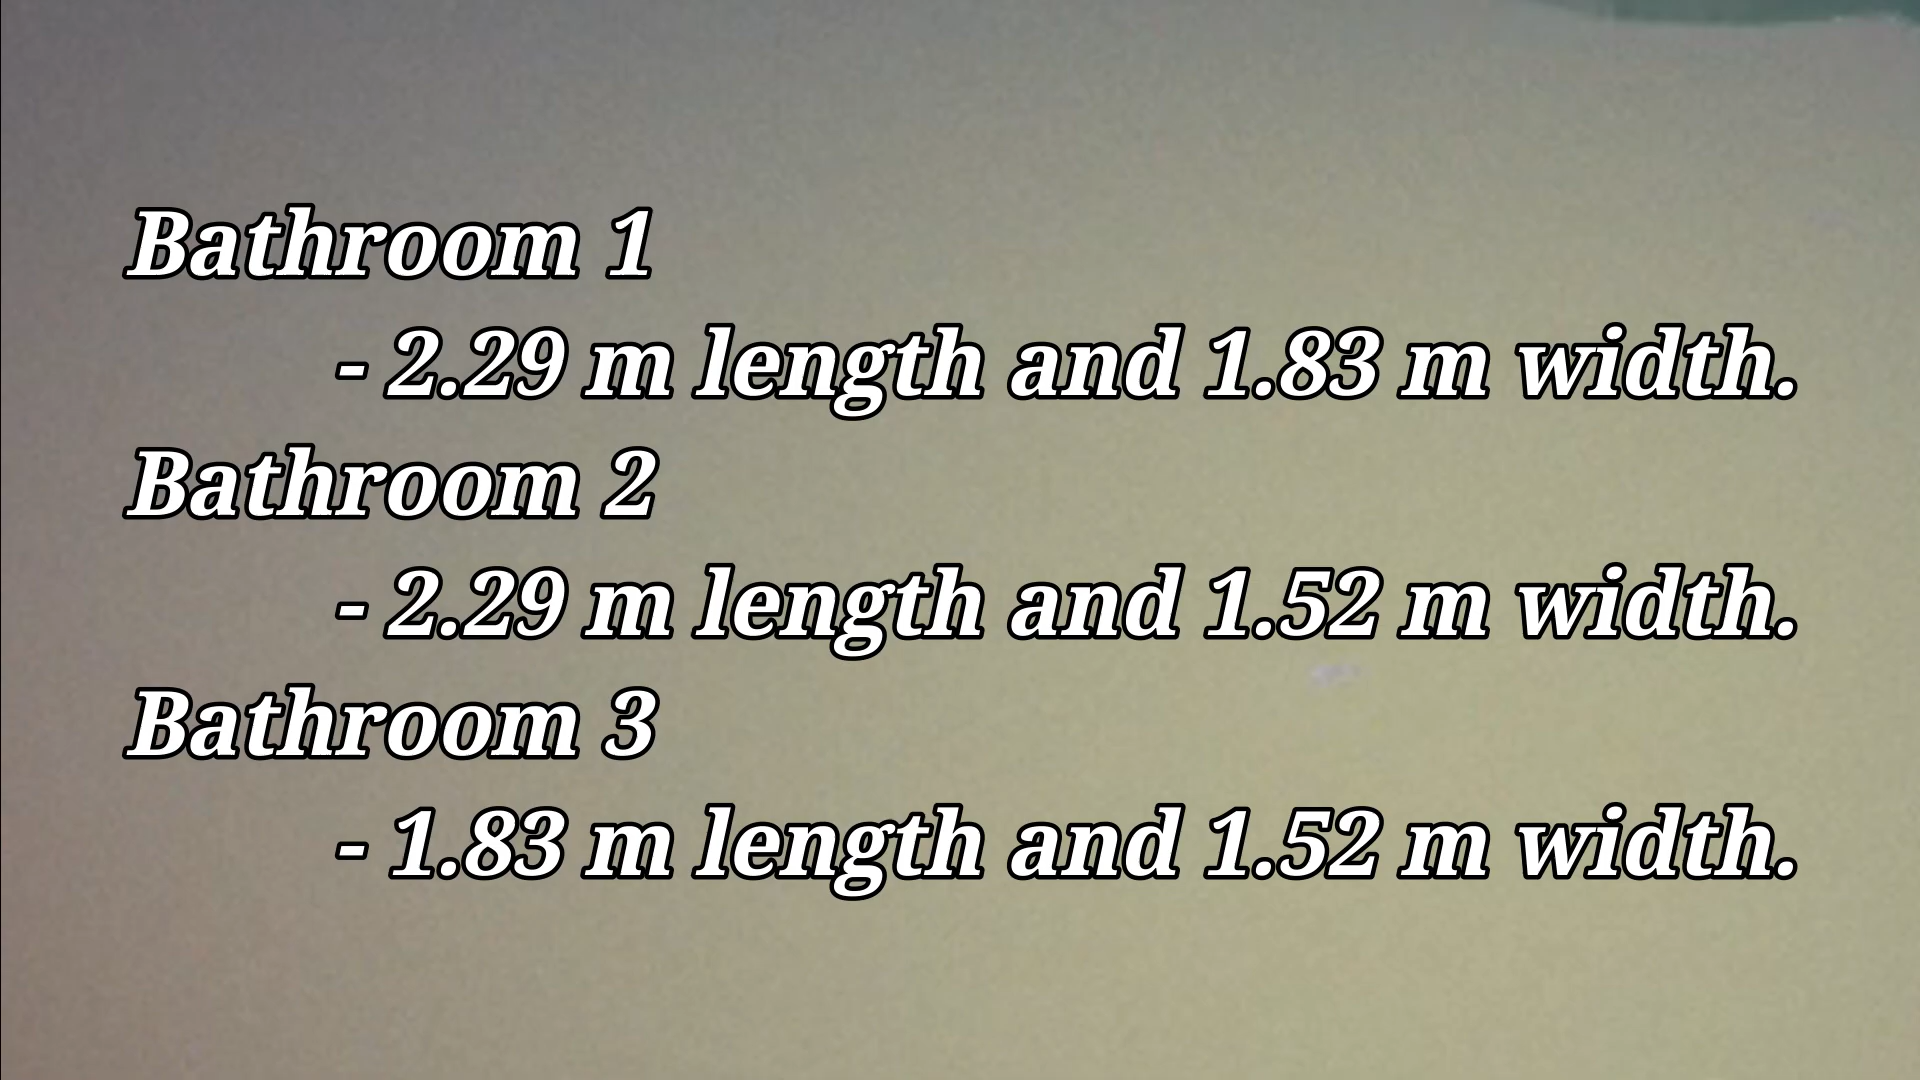 Bathroom 1
- 2.29 m length and 1.83 m width.
Bathroom 2
- 2.29 m length and 1.52 m width.
Bathroom 3
- 1.83 m length and 1.52 m width.